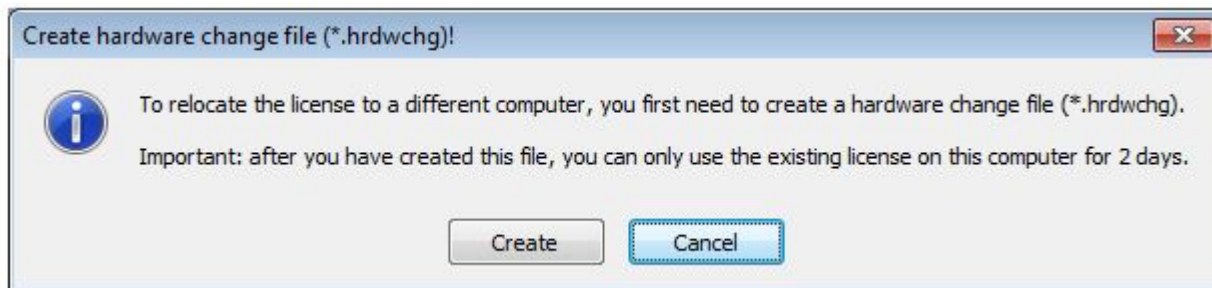 Create hardware change file (*.hrdwchg)!
To relocate the license to a different computer, you first need to create a hardware change file (*.hrdwchg).
Important: after you have created this file, you can only use the existing license on this computer for 2 days.
Create
Cancel